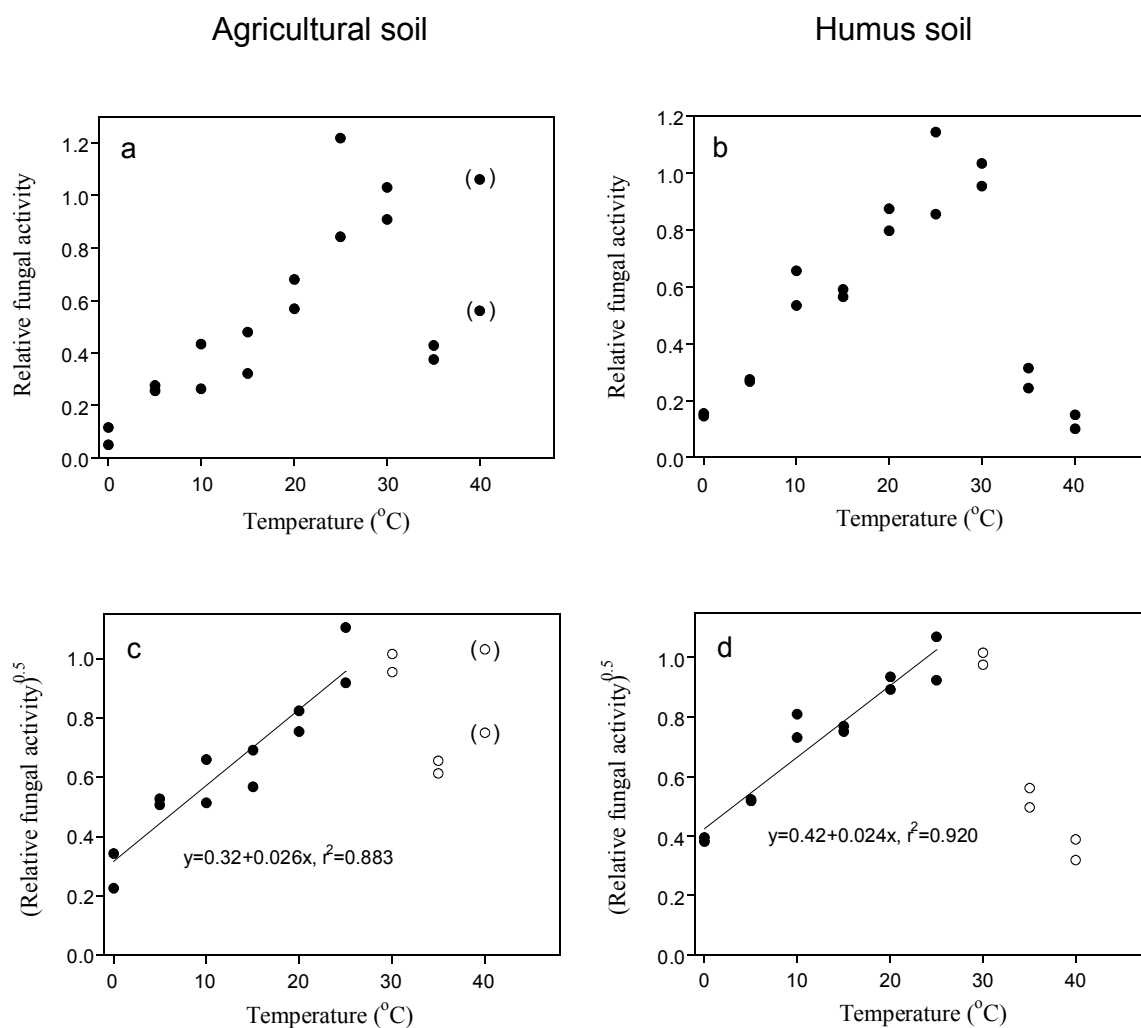 Agricultural soil
Humus soil
a
Relative fungal activity
1.2
1.0
0.8
0.6
0.4
0.2
0.0
( )
( )
0 10 20 30 40
Temperature (°C)
b
Relative fungal activity
1.2
1.0
0.8
0.6
0.4
0.2
0.0
0 10 20 30 40
Temperature (°C)
c
(Relative fungal activity)^0.5
1.0
0.8
0.6
0.4
0.2
0.0
( )
( )
y=0.32+0.026x, r²=0.883
0 10 20 30 40
Temperature (°C)
d
(Relative fungal activity)^0.5
1.0
0.8
0.6
0.4
0.2
0.0
y=0.42+0.024x, r²=0.920
0 10 20 30 40
Temperature (°C)